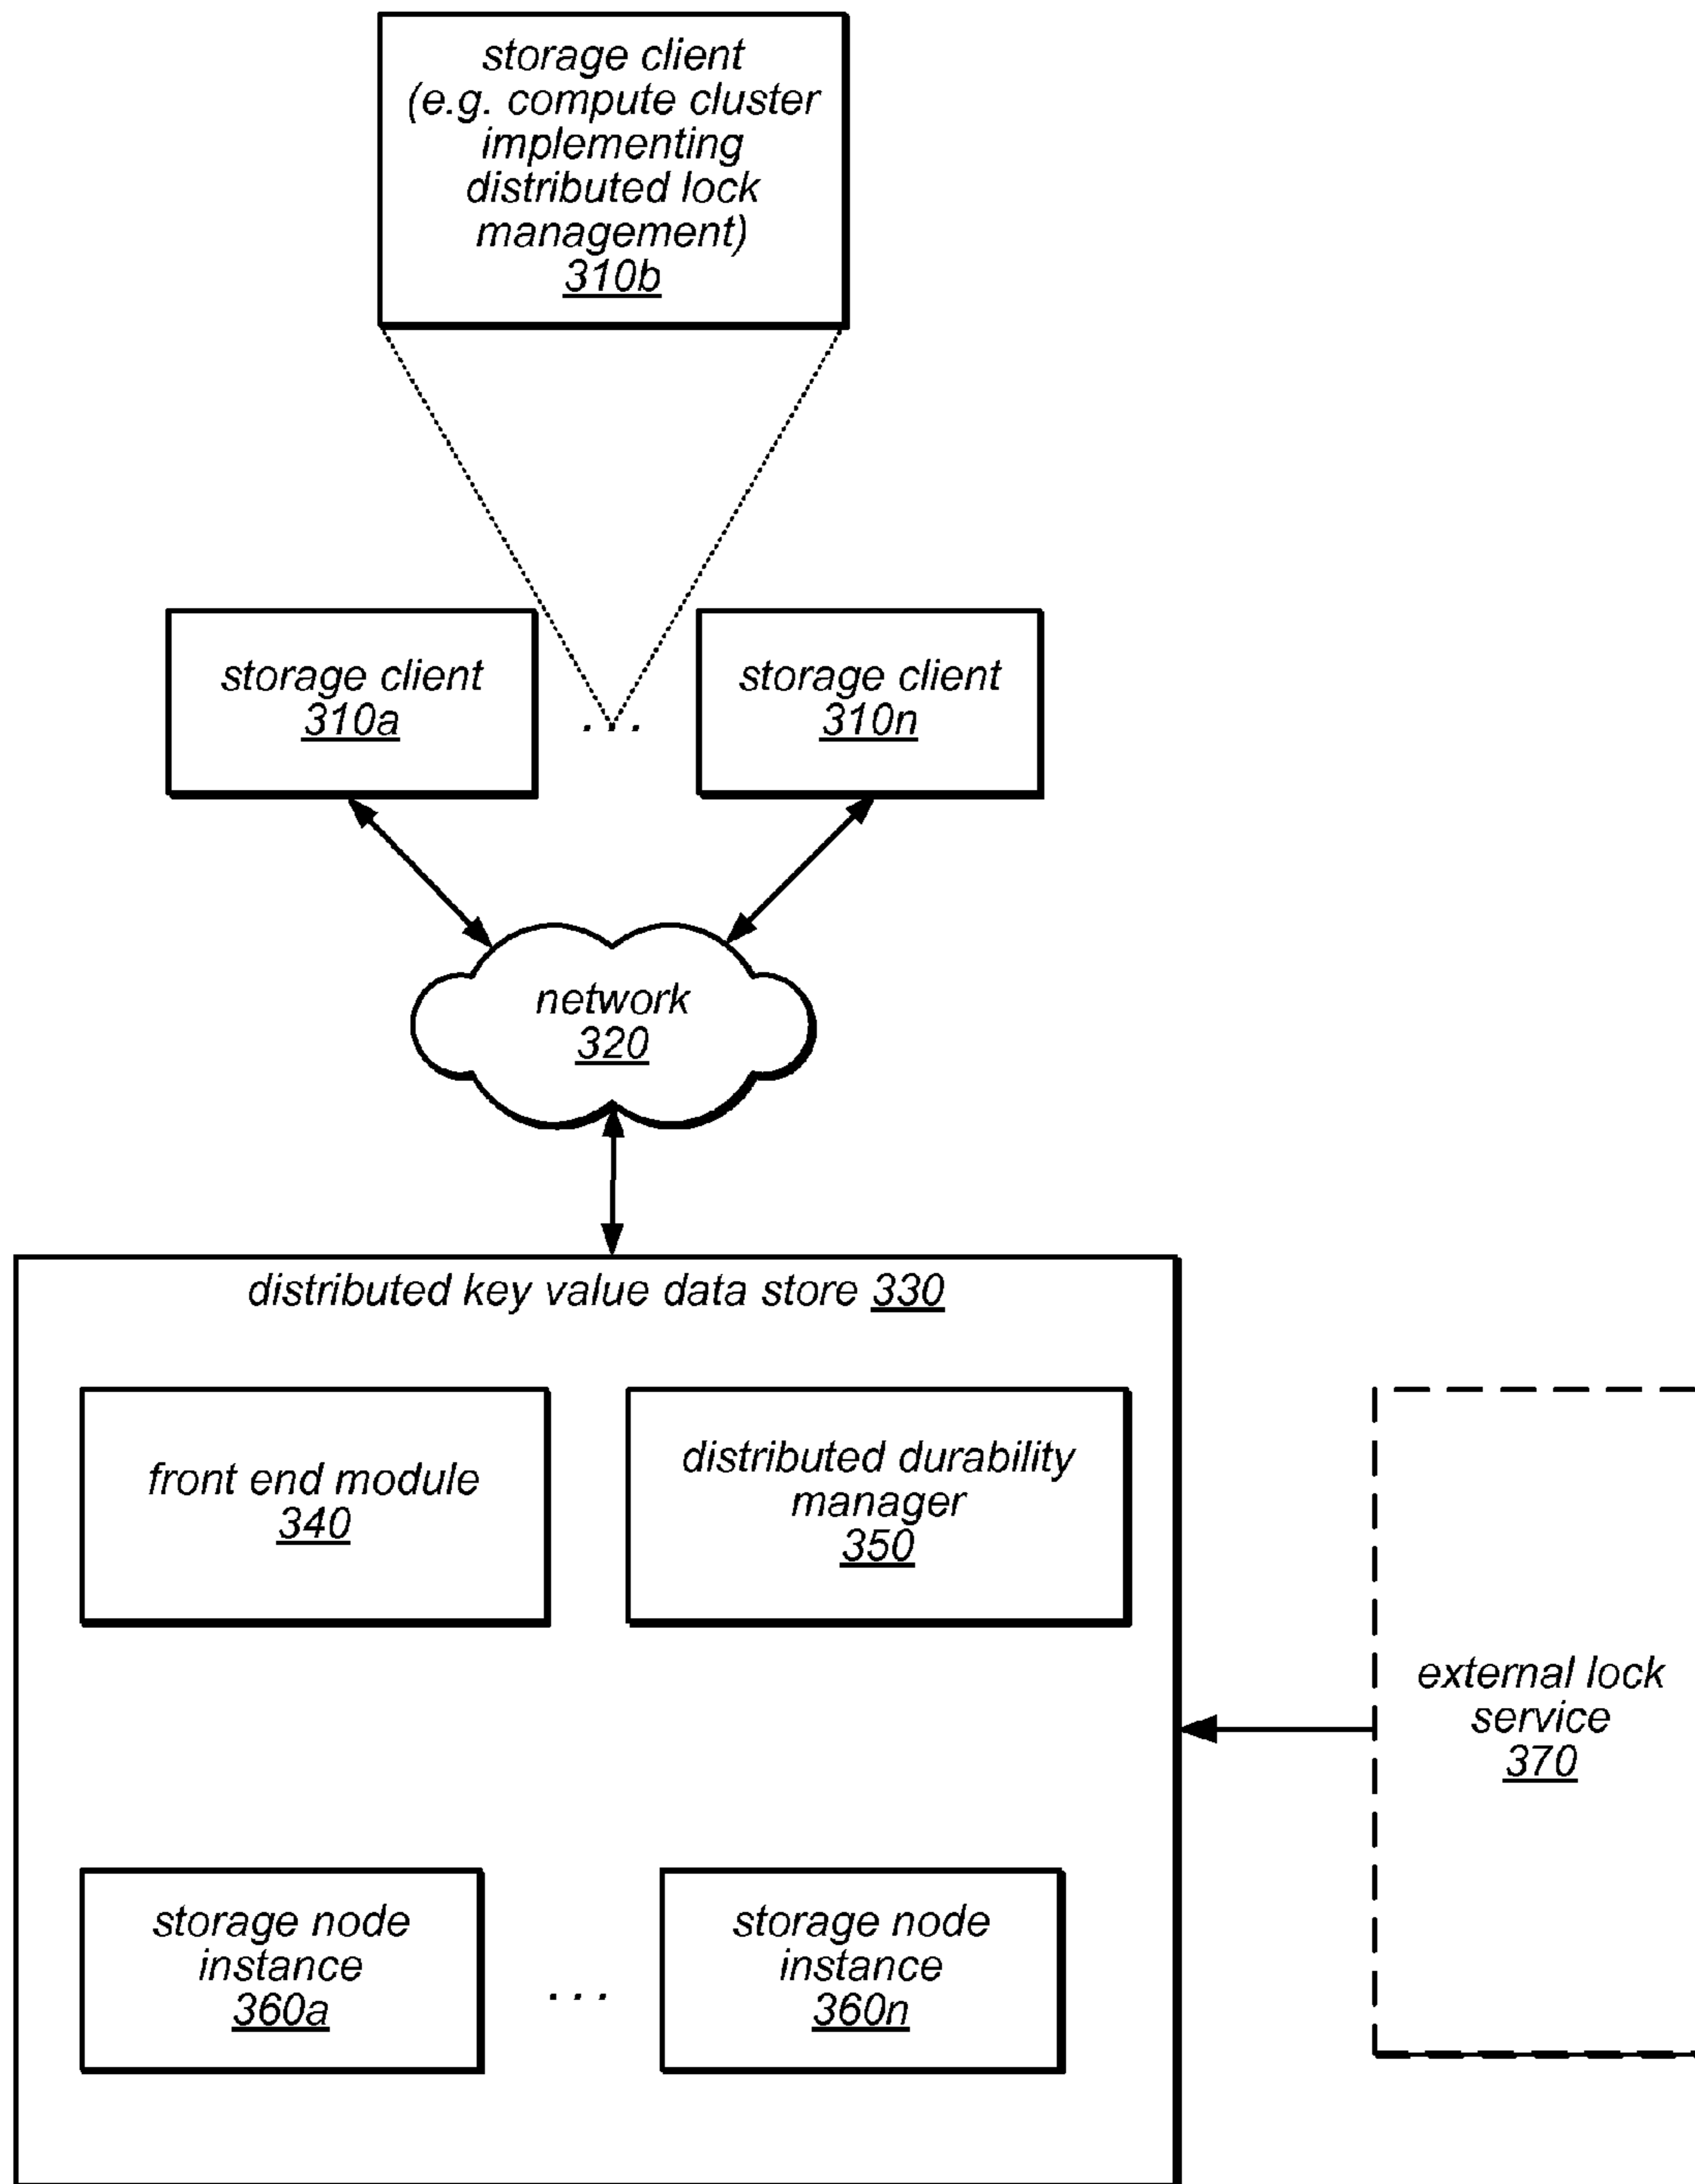 storage client
(e.g. compute cluster
implementing
distributed lock
management)
310b
storage client
310a
. . .
storage client
310n
network
320
distributed key value data store 330
front end module
340
distributed durability
manager
350
external lock
service
370
storage node
instance
360a
. . .
storage node
instance
360n